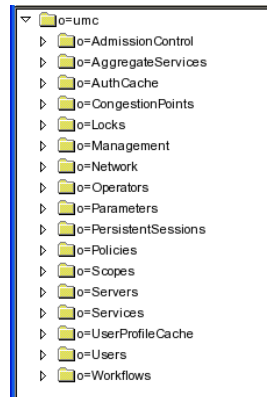 o=umc
o=AdmissionControl
o=AggregateServices
o=AuthCache
o=CongestionPoints
o=Locks
o=Management
o=Network
o=Operators
o=Parameters
o=PersistentSessions
o=Policies
o=Scopes
o=Servers
o=Services
o=UserProfileCache
o=Users
o=Workflows